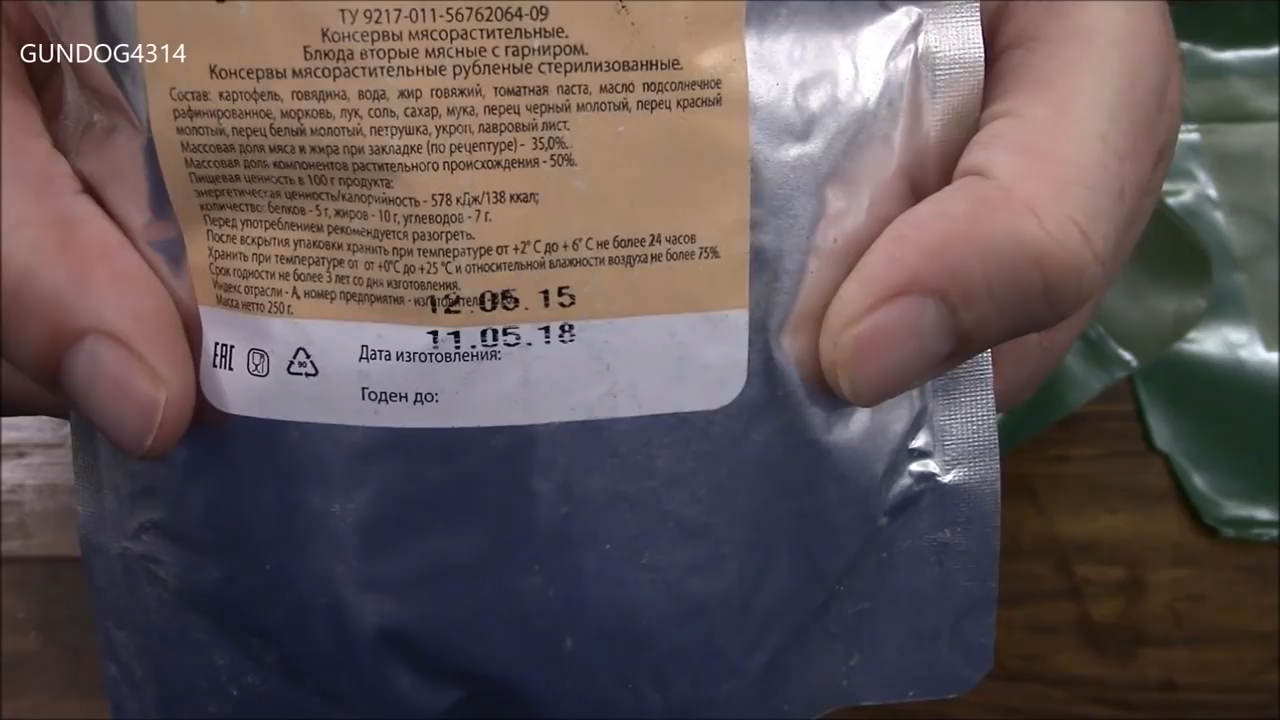 GUNDOG4314
ТУ 9217-011-56762064-09
Консервы мясорастительные.
Блюда вторые мясные с гарниром.
Консервы мясорастительные рубленые стерилизованные.
Состав: картофель, говядина, вода, жир говяжий, томатная паста, масло подсолнечное
рафинированное, морковь, лук, соль, сахар, мука, перец черный молотый, перец красный
молотый, перец белый молотый, петрушка, укроп, лавровый лист.
Массовая доля мяса и жира при закладке (по рецептуре) - 35,0%.
Массовая доля компонентов растительного происхождения - 50%.
Пищевая ценность в 100 г продукта:
энергетическая ценность/калорийность - 578 кДж/138 ккал;
количество: белков - 5 г, жиров - 10 г, углеводов - 7 г.
Перед употреблением рекомендуется разогреть.
После вскрытия упаковки хранить при температуре от +2° С до + 6° С не более 24 часов
Хранить при температуре от от +0°С до +25 °С и относительной влажности воздуха не более 75%.
Срок годности не более 3 лет со дня изготовления.
Индекс отрасли - А, номер предприятия - изготовителя
Масса нетто 250 г.
12.05.15
11.05.18
EAC
90
Дата изготовления:
Годен до: